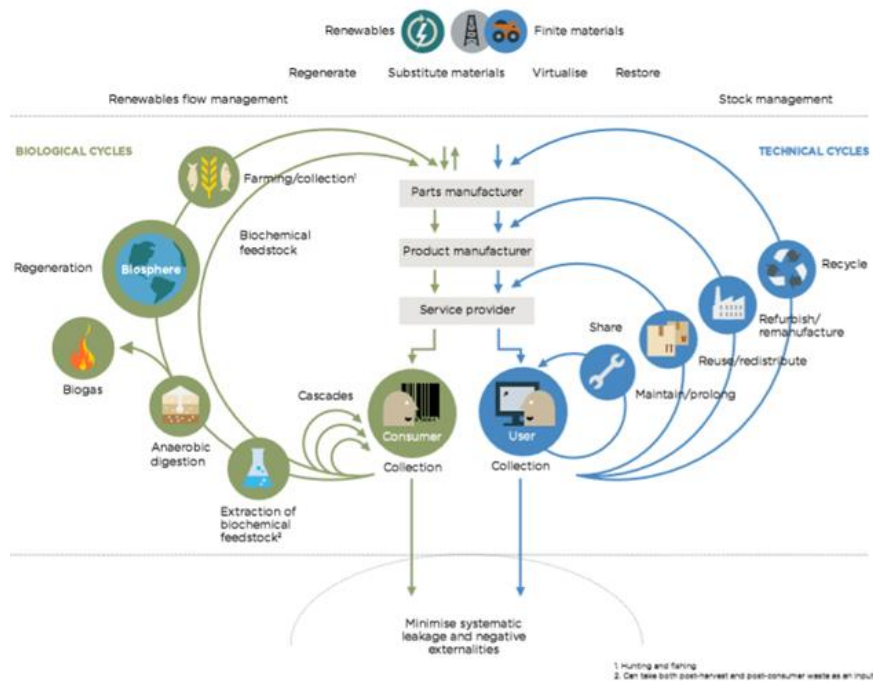 Renewables
Finite materials
Regenerate
Substitute materials
Virtualise
Restore
Renewables flow management
Stock management
BIOLOGICAL CYCLES
TECHNICAL CYCLES
Farming/collection¹
Parts manufacturer
Biochemical
feedstock
Product manufacturer
Regeneration
Biosphere
Recycle
Service provider
Share
Refurbish/
remanufacture
Reuse/redistribute
Biogas
Maintain/prolong
Cascades
Anaerobic
digestion
Consumer
User
Collection
Collection
Extraction of
biochemical
feedstock²
Minimise systematic
leakage and negative
externalities
1. Hunting and fishing
2. Can take both post-harvest and post-consumer waste as an input